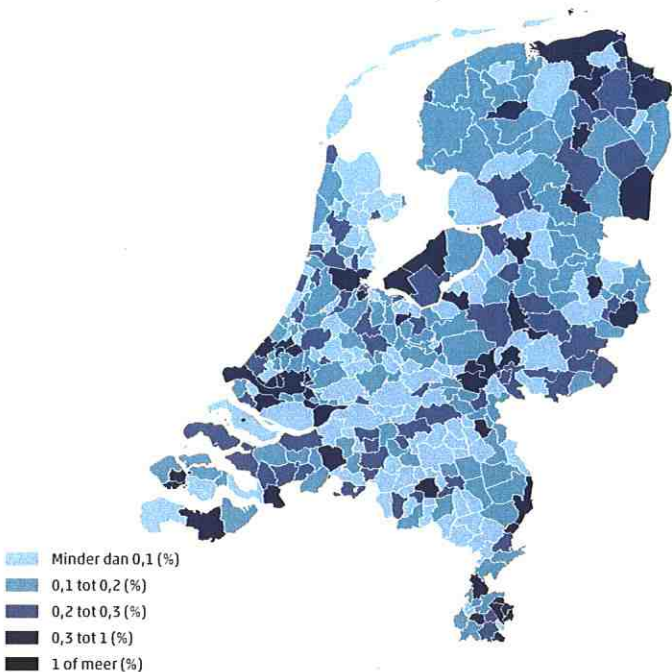 Minder dan 0,1 (%)
0,1 tot 0,2 (%)
0,2 tot 0,3 (%)
0,3 tot 1 (%)
1 of meer (%)